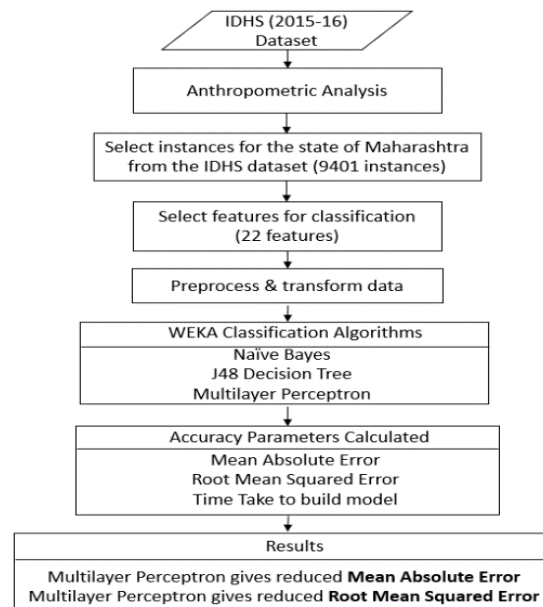 IDHS (2015-16)
Dataset
Anthropometric Analysis
Select instances for the state of Maharashtra
from the IDHS dataset (9401 instances)
Select features for classification
(22 features)
Preprocess & transform data
WEKA Classification Algorithms
Naïve Bayes
J48 Decision Tree
Multilayer Perceptron
Accuracy Parameters Calculated
Mean Absolute Error
Root Mean Squared Error
Time Take to build model
Results
Multilayer Perceptron gives reduced Mean Absolute Error
Multilayer Perceptron gives reduced Root Mean Squared Error